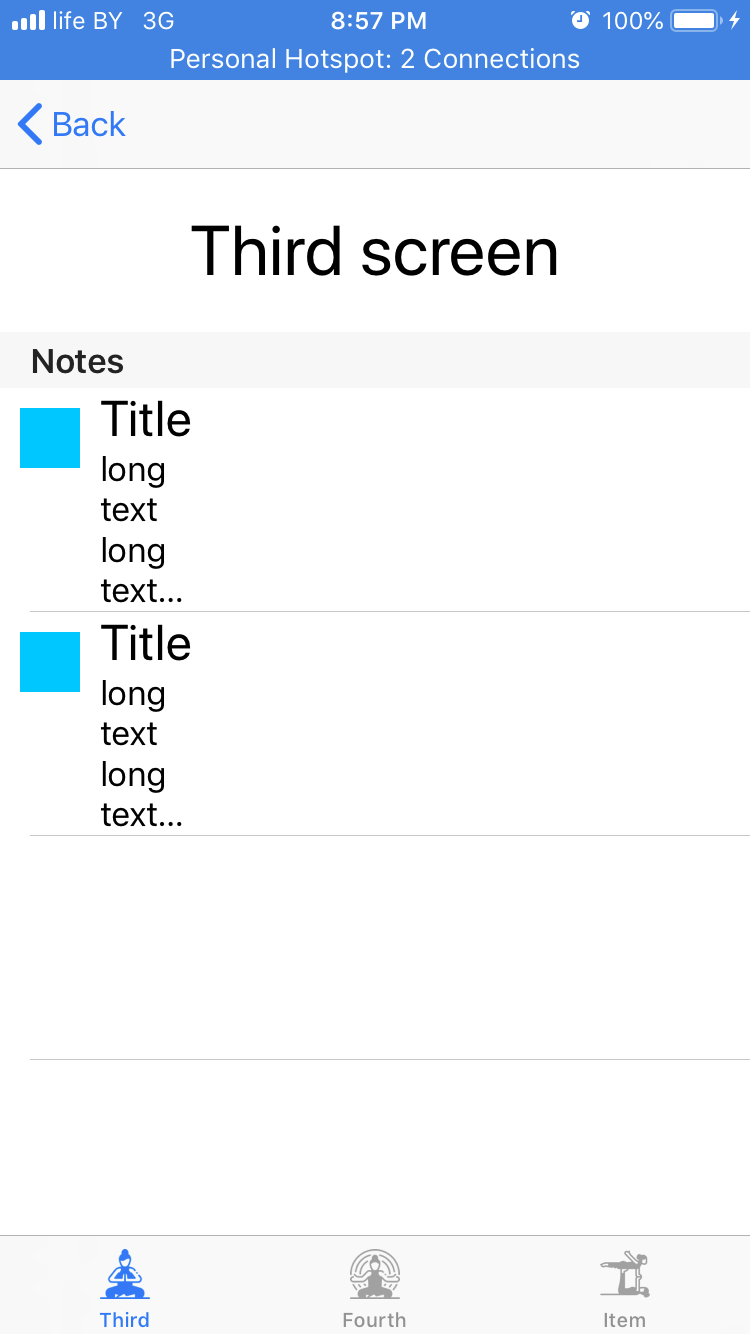 life BY 3G 8:57 PM 100%
Personal Hotspot: 2 Connections
Back
Third screen
Notes
Title
long
text
long
text...
Title
long
text
long
text...
Third Fourth Item